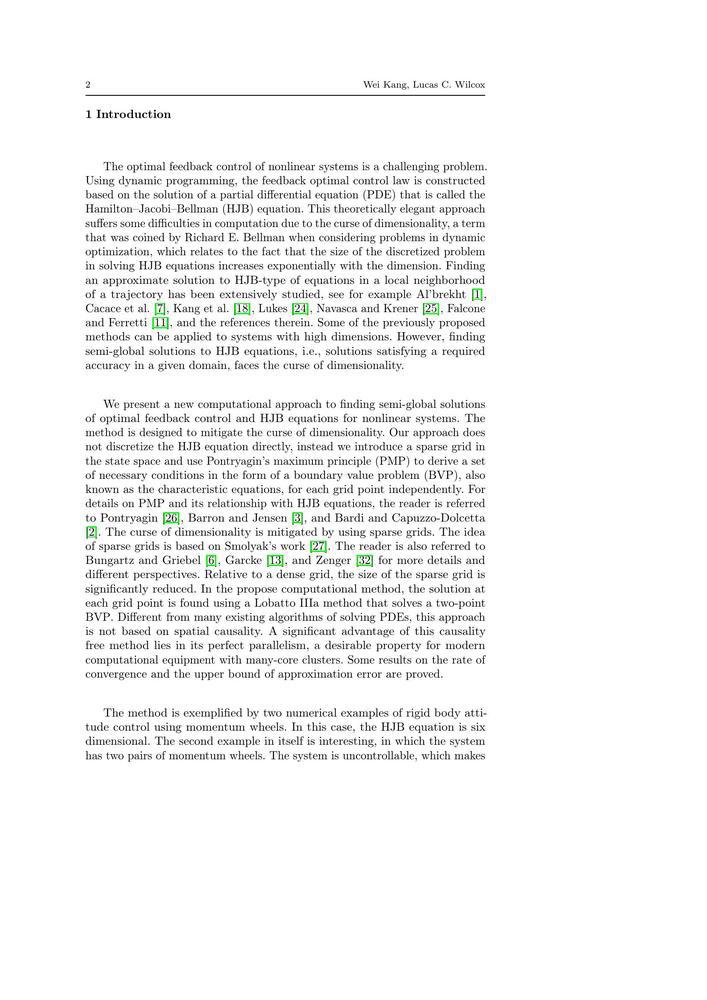 2
Wei Kang, Lucas C. Wilcox
1 Introduction
The optimal feedback control of nonlinear systems is a challenging problem.
Using dynamic programming, the feedback optimal control law is constructed
based on the solution of a partial differential equation (PDE) that is called the
Hamilton–Jacobi–Bellman (HJB) equation. This theoretically elegant approach
suffers some difficulties in computation due to the curse of dimensionality, a term
that was coined by Richard E. Bellman when considering problems in dynamic
optimization, which relates to the fact that the size of the discretized problem
in solving HJB equations increases exponentially with the dimension. Finding
an approximate solution to HJB-type of equations in a local neighborhood
of a trajectory has been extensively studied, see for example Al'brekht [1],
Cacace et al. [7], Kang et al. [18], Lukes [24], Navasca and Krener [25], Falcone
and Ferretti [11], and the references therein. Some of the previously proposed
methods can be applied to systems with high dimensions. However, finding
semi-global solutions to HJB equations, i.e., solutions satisfying a required
accuracy in a given domain, faces the curse of dimensionality.
We present a new computational approach to finding semi-global solutions
of optimal feedback control and HJB equations for nonlinear systems. The
method is designed to mitigate the curse of dimensionality. Our approach does
not discretize the HJB equation directly, instead we introduce a sparse grid in
the state space and use Pontryagin's maximum principle (PMP) to derive a set
of necessary conditions in the form of a boundary value problem (BVP), also
known as the characteristic equations, for each grid point independently. For
details on PMP and its relationship with HJB equations, the reader is referred
to Pontryagin [26], Barron and Jensen [3], and Bardi and Capuzzo-Dolcetta
[2]. The curse of dimensionality is mitigated by using sparse grids. The idea
of sparse grids is based on Smolyak's work [27]. The reader is also referred to
Bungartz and Griebel [6], Garcke [13], and Zenger [32] for more details and
different perspectives. Relative to a dense grid, the size of the sparse grid is
significantly reduced. In the propose computational method, the solution at
each grid point is found using a Lobatto IIIa method that solves a two-point
BVP. Different from many existing algorithms of solving PDEs, this approach
is not based on spatial causality. A significant advantage of this causality
free method lies in its perfect parallelism, a desirable property for modern
computational equipment with many-core clusters. Some results on the rate of
convergence and the upper bound of approximation error are proved.
The method is exemplified by two numerical examples of rigid body atti-
tude control using momentum wheels. In this case, the HJB equation is six
dimensional. The second example in itself is interesting, in which the system
has two pairs of momentum wheels. The system is uncontrollable, which makes